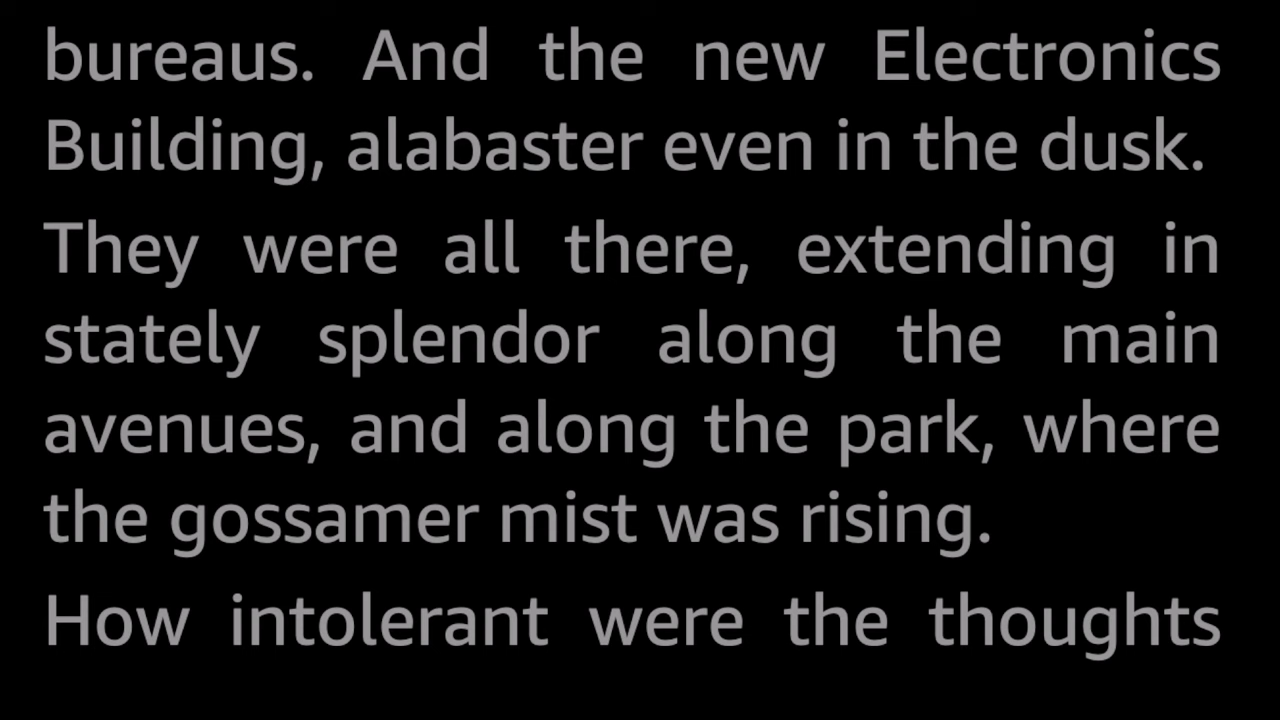 bureaus. And the new Electronics
Building, alabaster even in the dusk.
They were all there, extending in
stately splendor along the main
avenues, and along the park, where
the gossamer mist was rising.
How intolerant were the thoughts